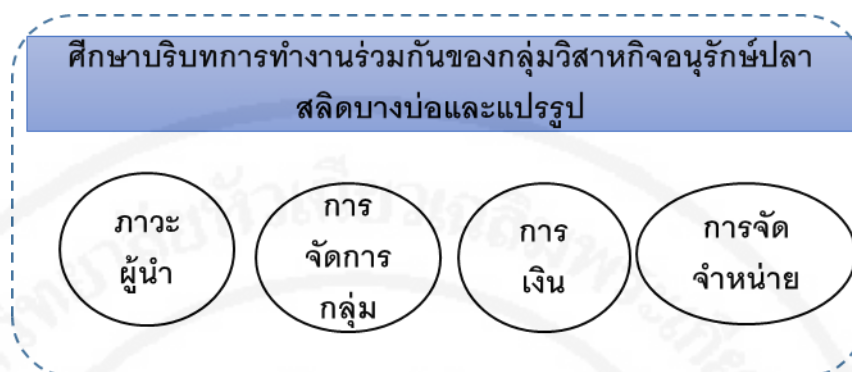 ศึกษาบริบทการทำงานร่วมกันของกลุ่มวิสาหกิจอนุรักษ์ปลา
สลิดบางบ่อและแปรรูป
ภาวะ
ผู้นำ
การ
จัดการ
กลุ่ม
การ
เงิน
การจัด
จำหน่าย